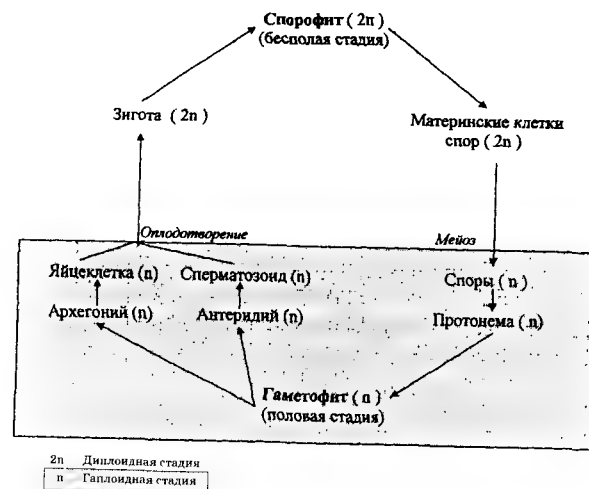 Спорофит ( 2n )
(бесполая стадия)
Зигота ( 2n )
Материнские клетки
спор ( 2n )
Оплодотворение
Мейоз
Яйцеклетка (n)
Сперматозоид (n)
Споры ( n )
Архегоний (n)
Антеридий (n)
Протонема ( n)
Гаметофит ( n )
(половая стадия)
2n Диплоидная стадия
n Гаплоидная стадия